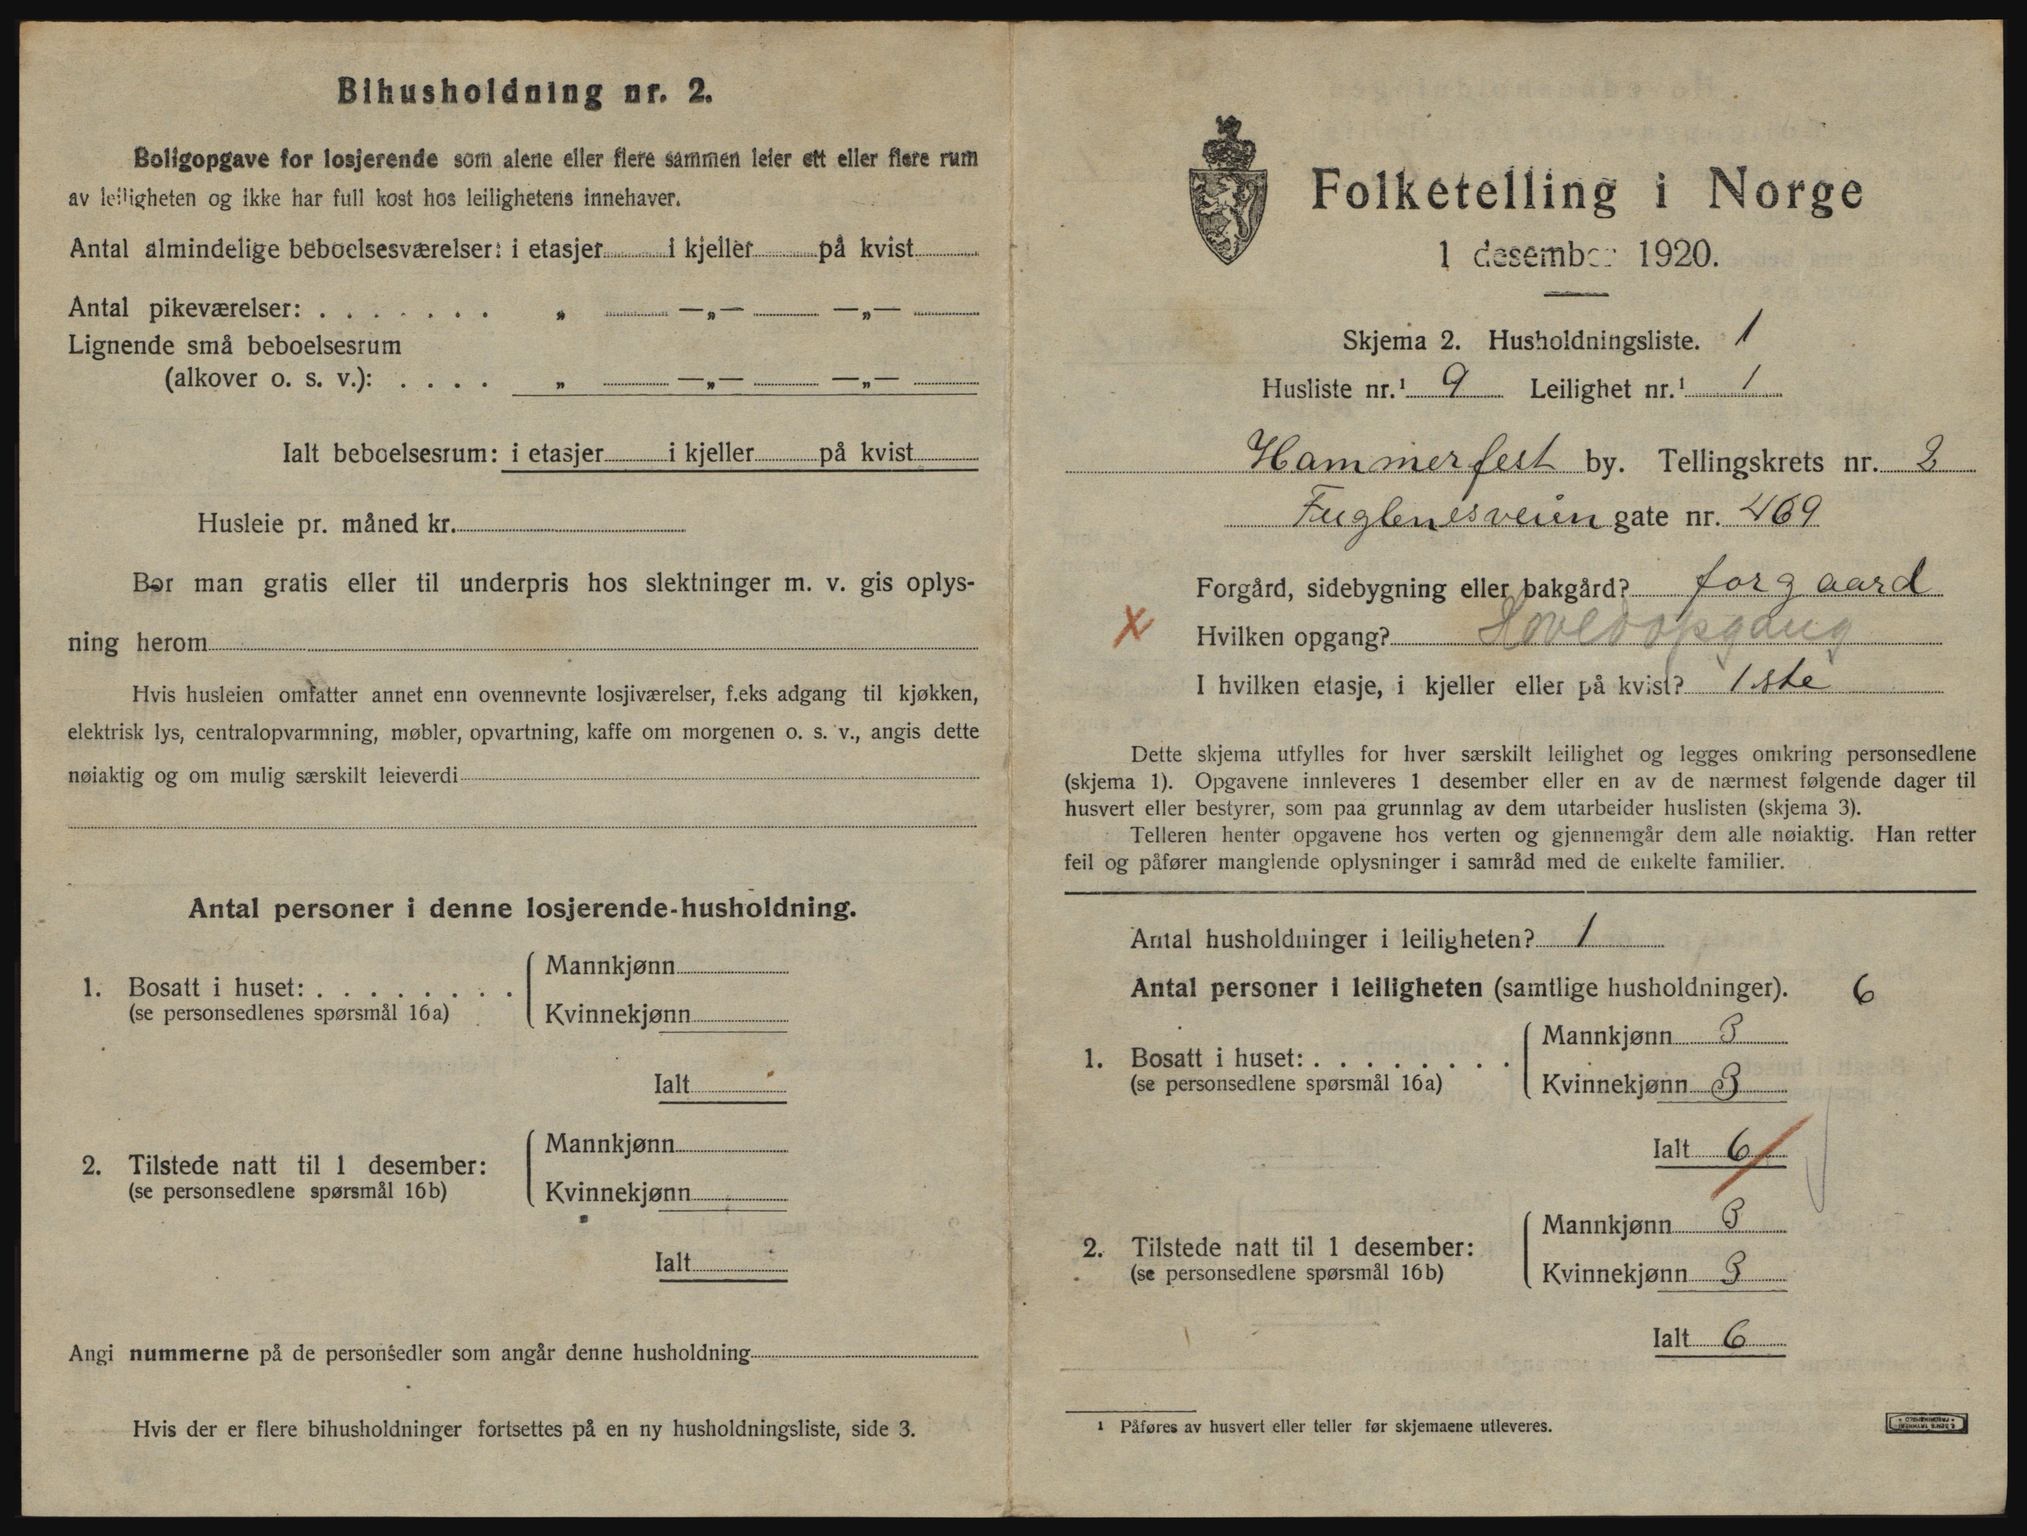 Bihusholdning nr. 2.
Boligopgave for losjerende som alene eller flere sammen leier ett eller flere rum
av leiligheten og ikke har full kost hos leilighetens innehaver.
Antal almindelige beboelsesværelser: i etasjer i kjeller på kvist
Antal pikeværelser: . . . . . . . „ —„— —„—
Lignende små beboelsesrum
(alkover o. s. v.): . . . . „ —„— —„—
Ialt beboelsesrum: i etasjer i kjeller på kvist
Husleie pr. måned kr.
Bor man gratis eller til underpris hos slektninger m. v. gis oplys-
ning herom
Hvis husleien omfatter annet enn ovennevnte losjiværelser, f.eks adgang til kjøkken,
elektrisk lys, centralopvarmning, møbler, opvartning, kaffe om morgenen o. s. v., angis dette
nøiaktig og om mulig særskilt leieverdi
Antal personer i denne losjerende-husholdning.
1. Bosatt i huset: . . . . . . . .
(se personsedlenes spørsmål 16a)
Mannkjønn
Kvinnekjønn
Ialt
2. Tilstede natt til 1 desember:
(se personsedlene spørsmål 16b)
Mannkjønn
Kvinnekjønn
Ialt
Angi nummerne på de personsedler som angår denne husholdning
Hvis der er flere bihusholdninger fortsettes på en ny husholdningsliste, side 3.
Folketelling i Norge
1 desember 1920.
Skjema 2. Husholdningsliste. 1
Husliste nr.¹ 9 Leilighet nr.¹ 1
Hammerfest by. Tellingskrets nr. 2
Fuglenesveien gate nr. 469
Forgård, sidebygning eller bakgård? forgaard
X Hvilken opgang? Hovedopgang
I hvilken etasje, i kjeller eller på kvist? 1ste
Dette skjema utfylles for hver særskilt leilighet og legges omkring personsedlene
(skjema 1). Opgavene innleveres 1 desember eller en av de nærmest følgende dager til
husvert eller bestyrer, som paa grunnlag av dem utarbeider huslisten (skjema 3).
Telleren henter opgavene hos verten og gjennemgår dem alle nøiaktig. Han retter
feil og påfører manglende oplysninger i samråd med de enkelte familier.
Antal husholdninger i leiligheten? 1
Antal personer i leiligheten (samtlige husholdninger). 6
1. Bosatt i huset: . . . . . . . .
(se personsedlene spørsmål 16a)
Mannkjønn 3
Kvinnekjønn 3
Ialt 6
2. Tilstede natt til 1 desember:
(se personsedlene spørsmål 16b)
Mannkjønn 3
Kvinnekjønn 3
Ialt 6
¹ Påføres av husvert eller teller før skjemaene utleveres.